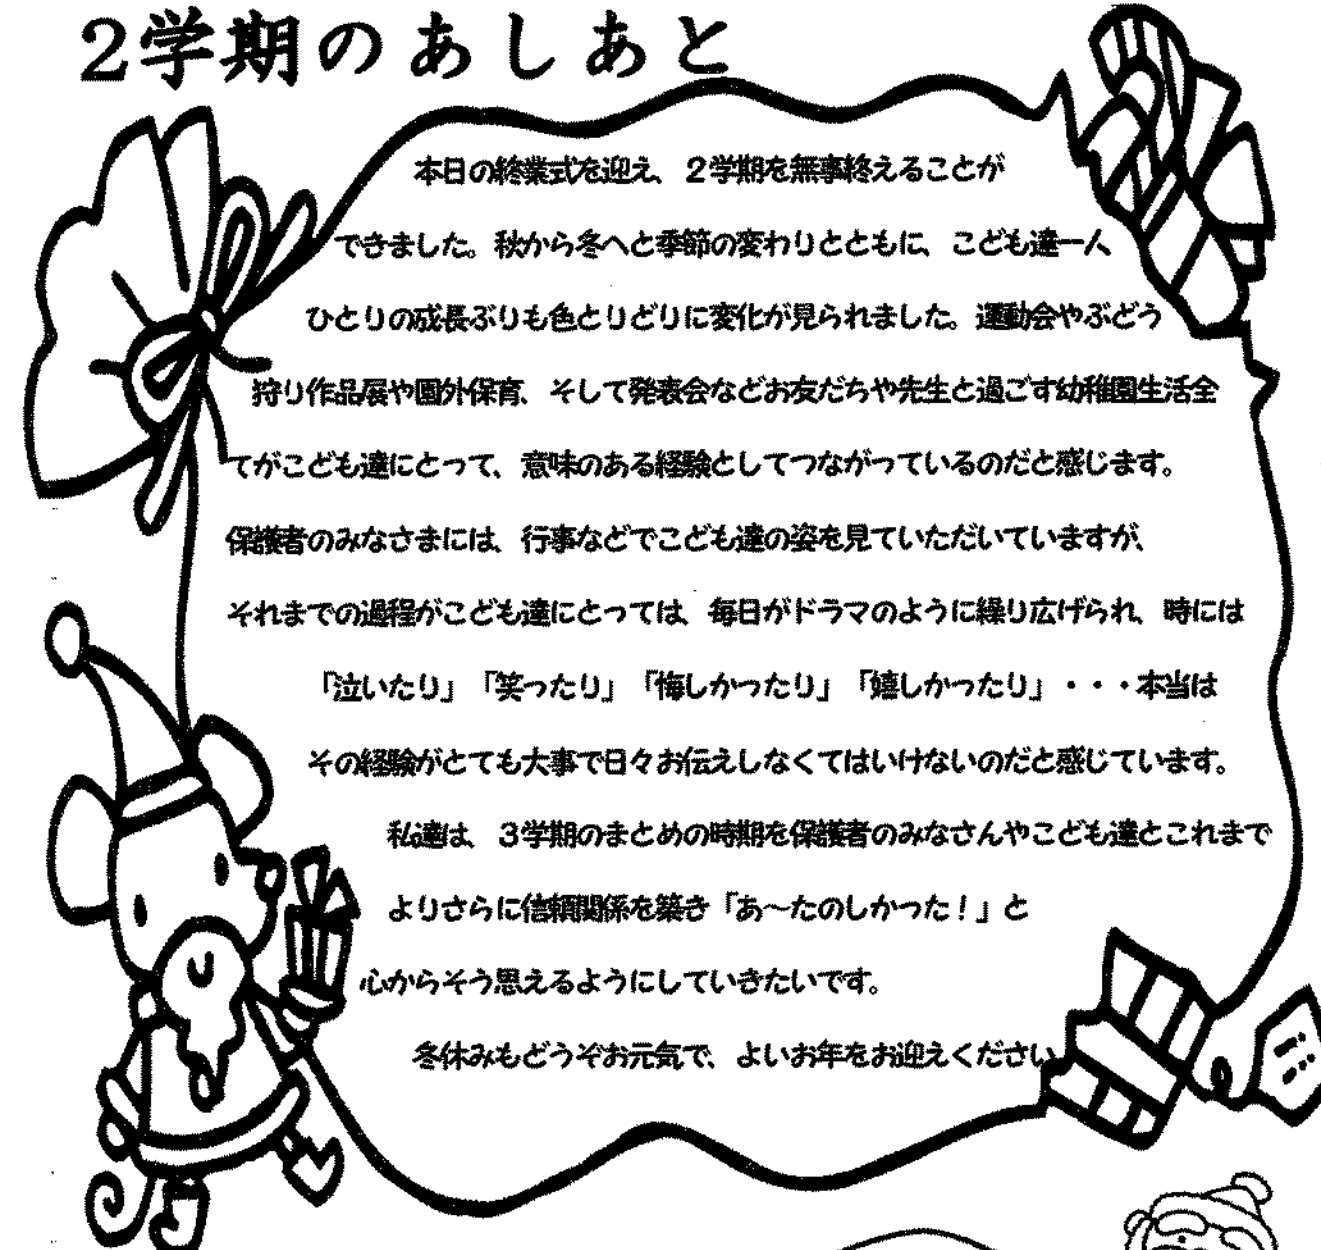 2学期のあしあと
本日の終業式を迎え、2学期を無事終えることが
できました。秋から冬へと季節の変わりとともに、こども達一人
ひとりの成長ぶりも色とりどりに変化が見られました。運動会やぶどう
狩り作品展や園外保育、そして発表会などお友だちや先生と過ごす幼稚園生活全
てがこども達にとって、意味のある経験としてつながっているのだと感じます。
保護者のみなさまには、行事などでこども達の姿を見ていただいていますが、
それまでの過程がこども達にとっては、毎日がドラマのように繰り広げられ、時には
「泣いたり」「笑ったり」「悔しかったり」「嬉しかったり」・・・本当は
その経験がとても大事で日々お伝えしなくてはいけないのだと感じています。
私達は、3学期のまとめの時期を保護者のみなさんやこども達とこれまで
よりさらに信頼関係を築き「あ～たのしかった！」と
心からそう思えるようにしていきたいです。
冬休みもどうぞお元気で、よいお年をお迎えください